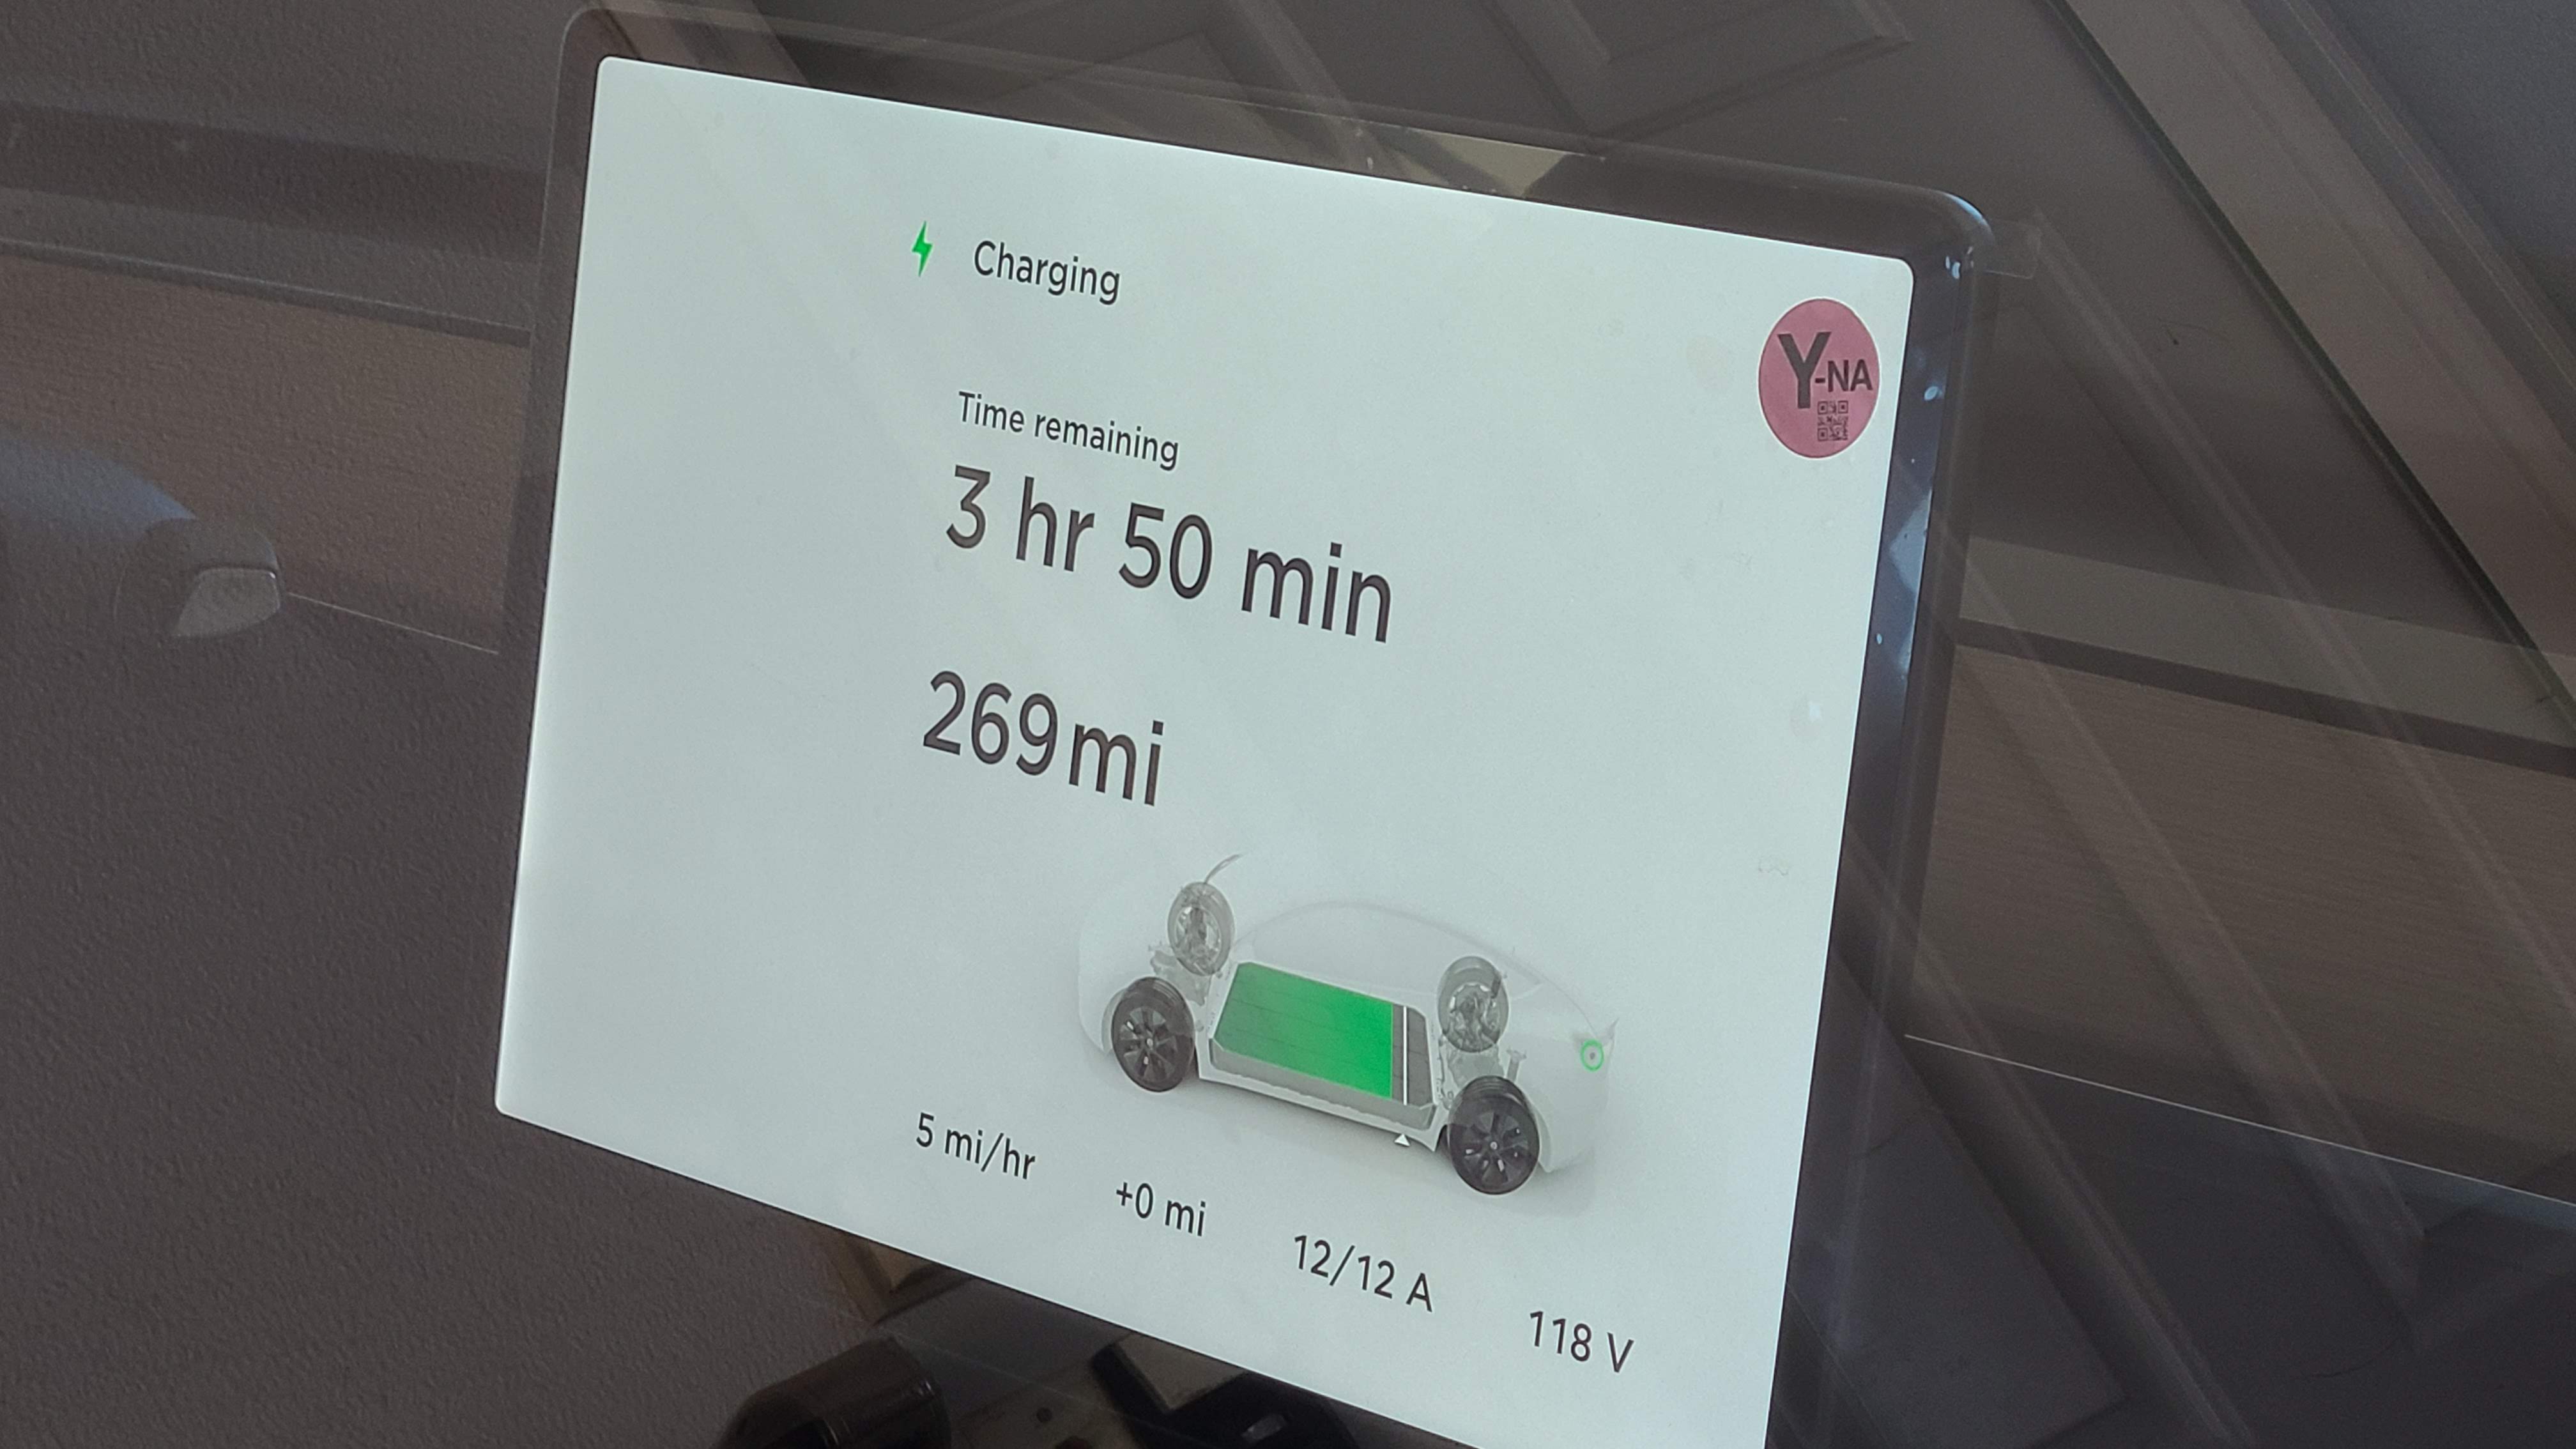 Charging
Y-NA
Time remaining
3 hr 50 min
269 mi
5 mi/hr
+0 mi
12/12 A
118 V